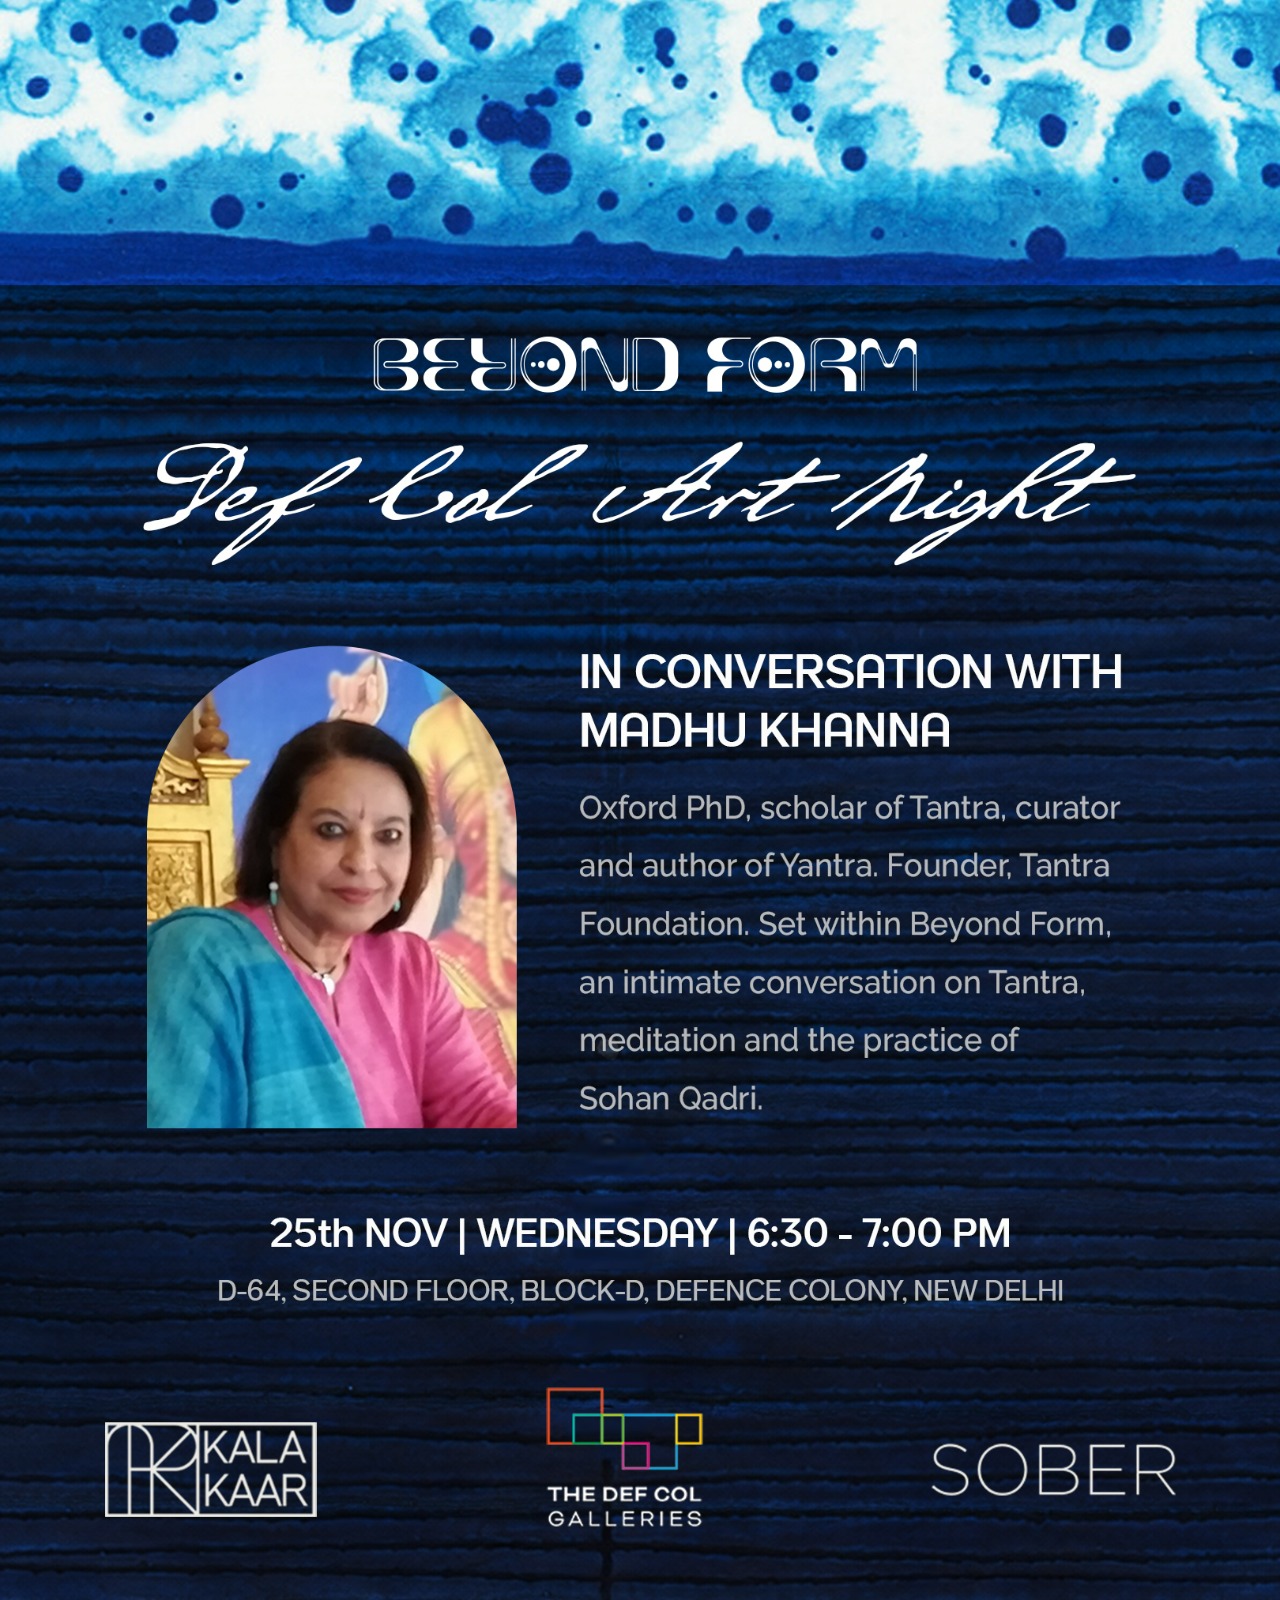 BEYOND FORM
Def Col Art Night
IN CONVERSATION WITH
MADHU KHANNA
Oxford PhD, scholar of Tantra, curator
and author of Yantra. Founder, Tantra
Foundation. Set within Beyond Form,
an intimate conversation on Tantra,
meditation and the practice of
Sohan Qadri.
25th NOV | WEDNESDAY | 6:30 - 7:00 PM
D-64, SECOND FLOOR, BLOCK-D, DEFENCE COLONY, NEW DELHI
KALA
KAAR
THE DEF COL
GALLERIES
SOBER